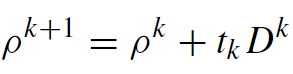 ρ^{k+1} = ρ^k + t_k D^k